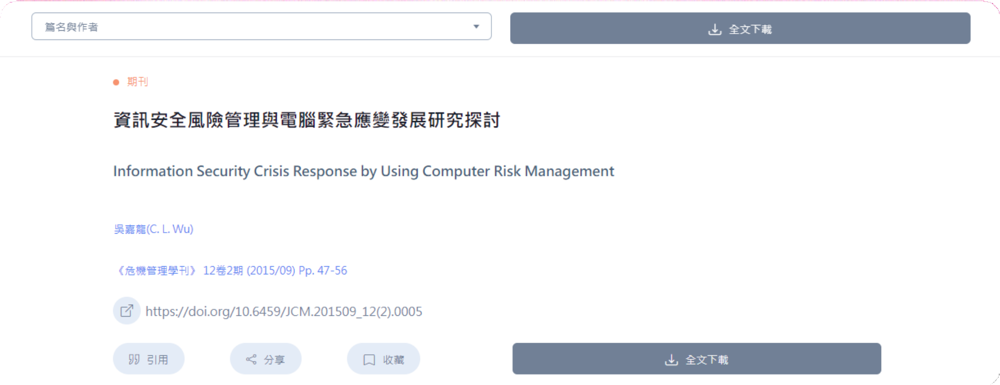 篇名與作者
全文下載
期刊
資訊安全風險管理與電腦緊急應變發展研究探討
Information Security Crisis Response by Using Computer Risk Management
吳嘉龍(C. L. Wu)
《危機管理學刊》 12卷2期 (2015/09) Pp. 47-56
https://doi.org/10.6459/JCM.201509_12(2).0005
引用
分享
收藏
全文下載